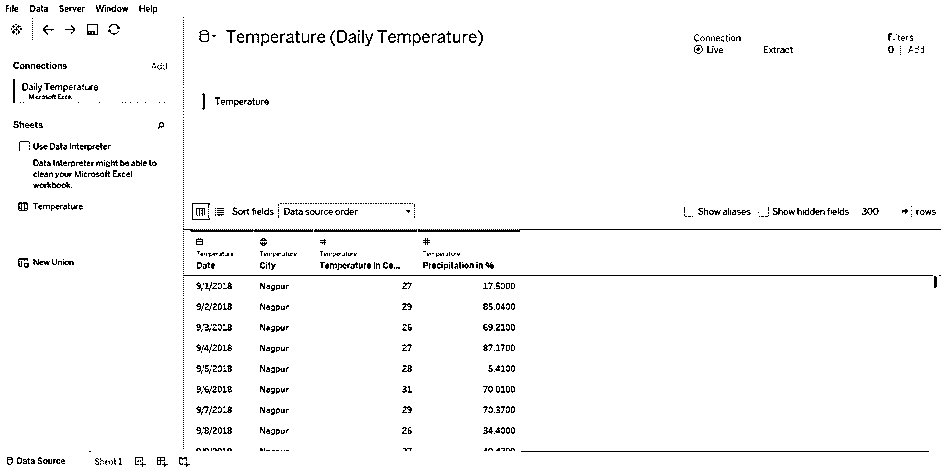 File Data Server Window Help
Temperature (Daily Temperature)
Connection
Live Extract
Filters
0 | Add
Connections Add
Daily Temperature
Microsoft Excel
Temperature
Sheets
Use Data Interpreter
Data Interpreter might be able to
clean your Microsoft Excel
workbook.
Temperature
New Union
Sort fields Data source order
Show aliases Show hidden fields 300 rows
Temperature Temperature Temperature Temperature
Date City Temperature in Ce... Precipitation in %
9/1/2018 Nagpur 27 17.5000
9/2/2018 Nagpur 29 85.0400
9/3/2018 Nagpur 26 69.2100
9/4/2018 Nagpur 27 87.1700
9/5/2018 Nagpur 28 5.4100
9/6/2018 Nagpur 31 70.0100
9/7/2018 Nagpur 29 70.3700
9/8/2018 Nagpur 26 34.4000
Data Source Sheet1